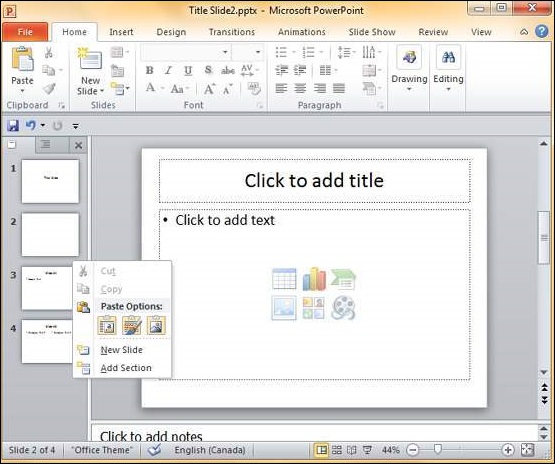 Title Slide2.pptx - Microsoft PowerPoint
File Home Insert Design Transitions Animations Slide Show Review View
Paste New Slide Drawing Editing
Clipboard Slides Font Paragraph
1
2
3
4
Click to add title
• Click to add text
Cut
Copy
Paste Options:
New Slide
Add Section
Click to add notes
Slide 2 of 4 "Office Theme" English (Canada) 44%